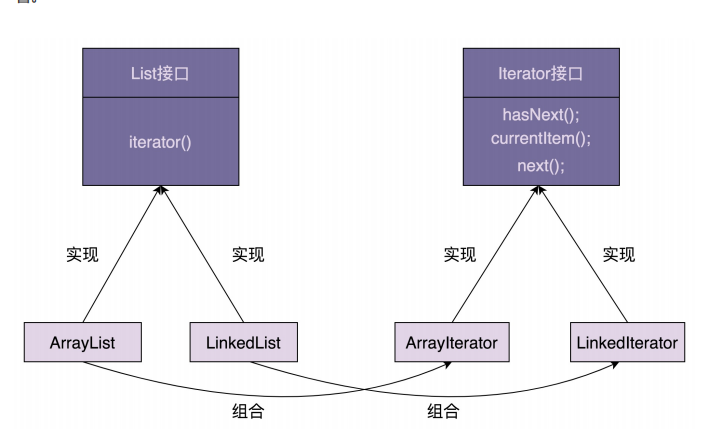 List接口
Iterator接口
iterator()
hasNext();
currentItem();
next();
实现
实现
实现
实现
ArrayList
LinkedList
ArrayIterator
LinkedIterator
组合
组合